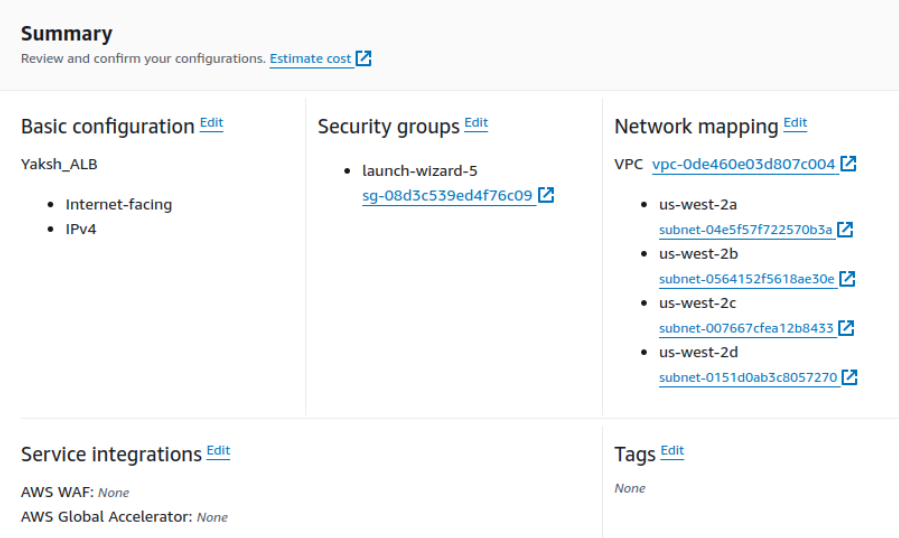 Summary
Review and confirm your configurations. Estimate cost
Basic configuration Edit
Yaksh_ALB
Internet-facing
IPv4
Security groups Edit
launch-wizard-5
sg-08d3c539ed4f76c09
Network mapping Edit
VPC vpc-0de460e03d807c004
us-west-2a
subnet-04e5f57f722570b3a
us-west-2b
subnet-0564152f5618ae30e
us-west-2c
subnet-007667cfea12b8433
us-west-2d
subnet-0151d0ab3c8057270
Service integrations Edit
AWS WAF: None
AWS Global Accelerator: None
Tags Edit
None